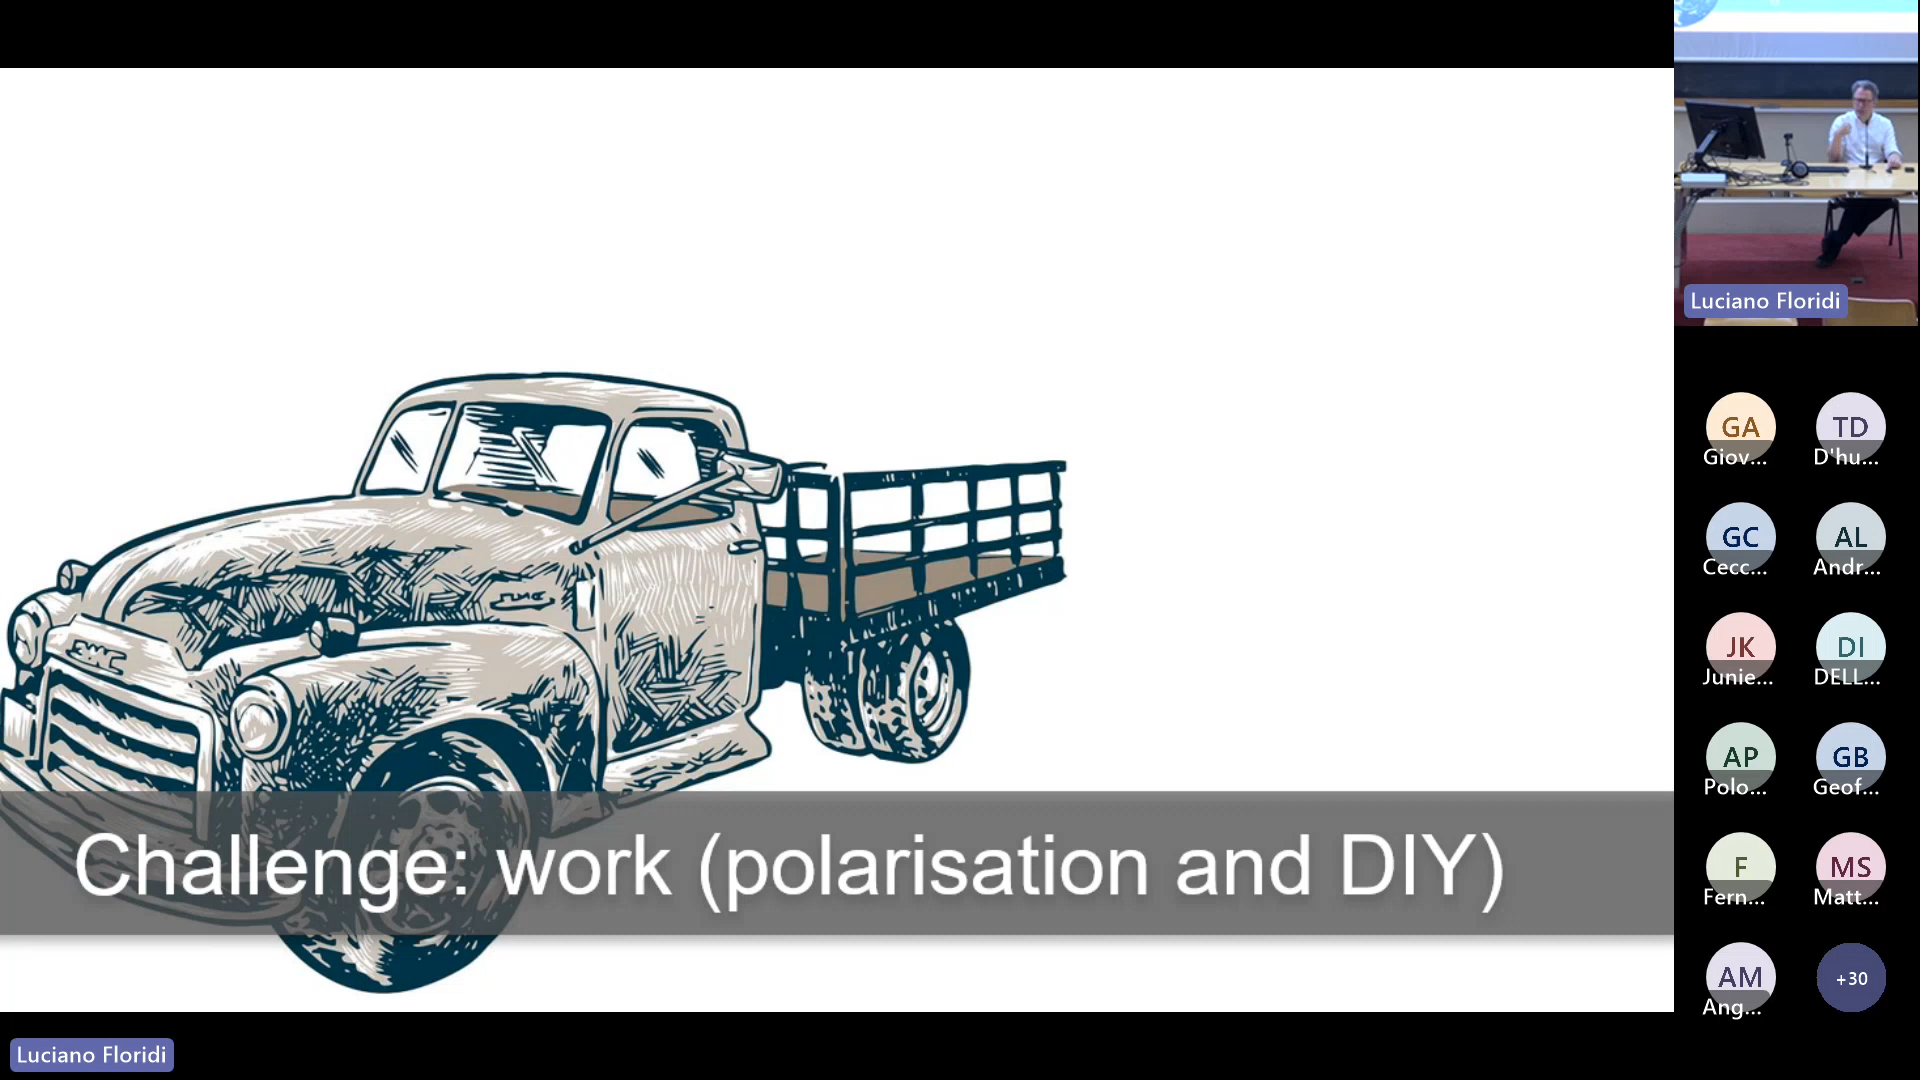 Challenge: work (polarisation and DIY)
GMC
Luciano Floridi
GA
TD
Giov...
D'hu...
GC
AL
Cecc...
Andr...
JK
DI
Junie...
DELL...
AP
GB
Polo...
Geof...
F
MS
Fern...
Matt...
AM
+30
Ang...
Luciano Floridi